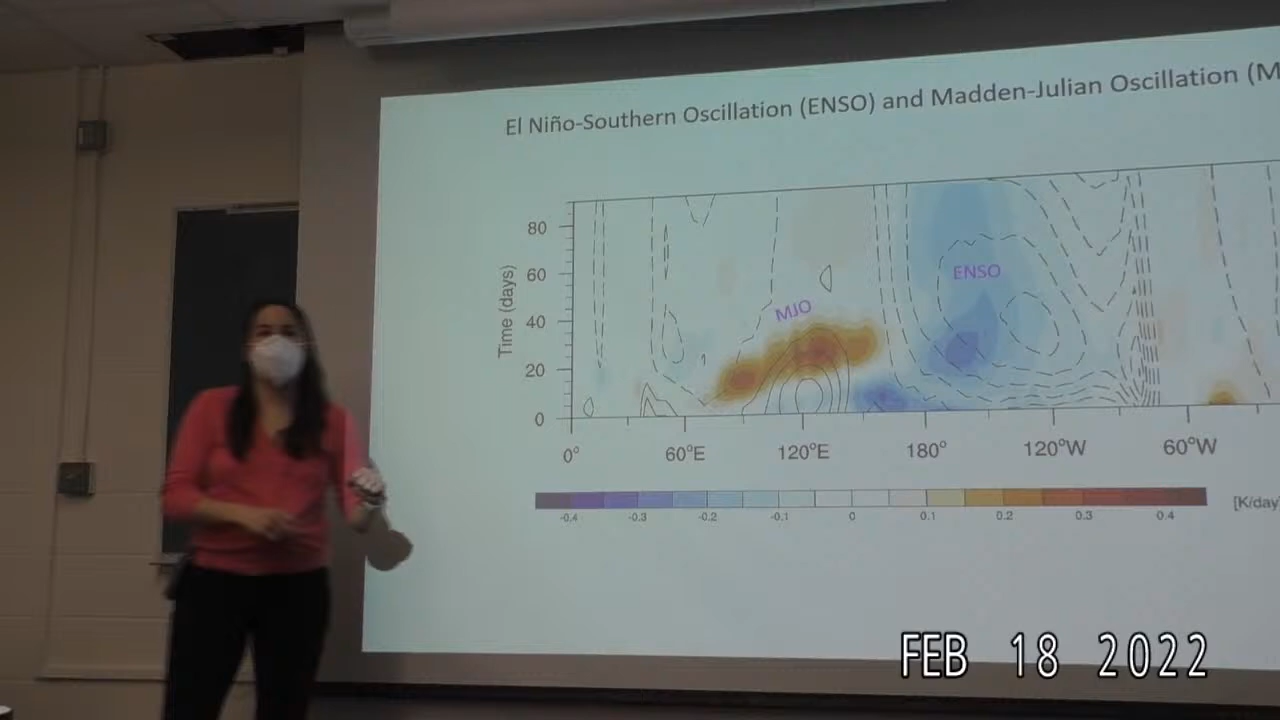 El Niño-Southern Oscillation (ENSO) and Madden-Julian Oscillation (M
80
60
40
20
0
Time (days)
MJO
ENSO
0° 60°E 120°E 180° 120°W 60°W
-0.4 -0.3 -0.2 -0.1 0 0.1 0.2 0.3 0.4
[K/day
FEB 18 2022